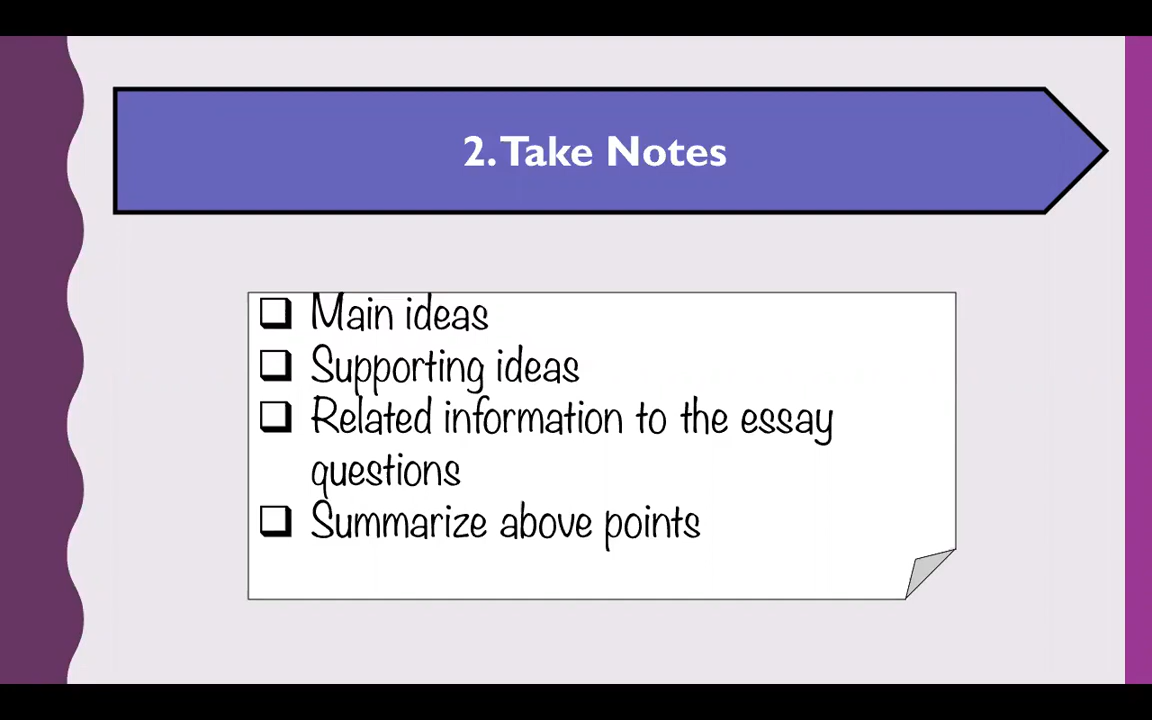 2. Take Notes
Main ideas
Supporting ideas
Related information to the essay
questions
Summarize above points